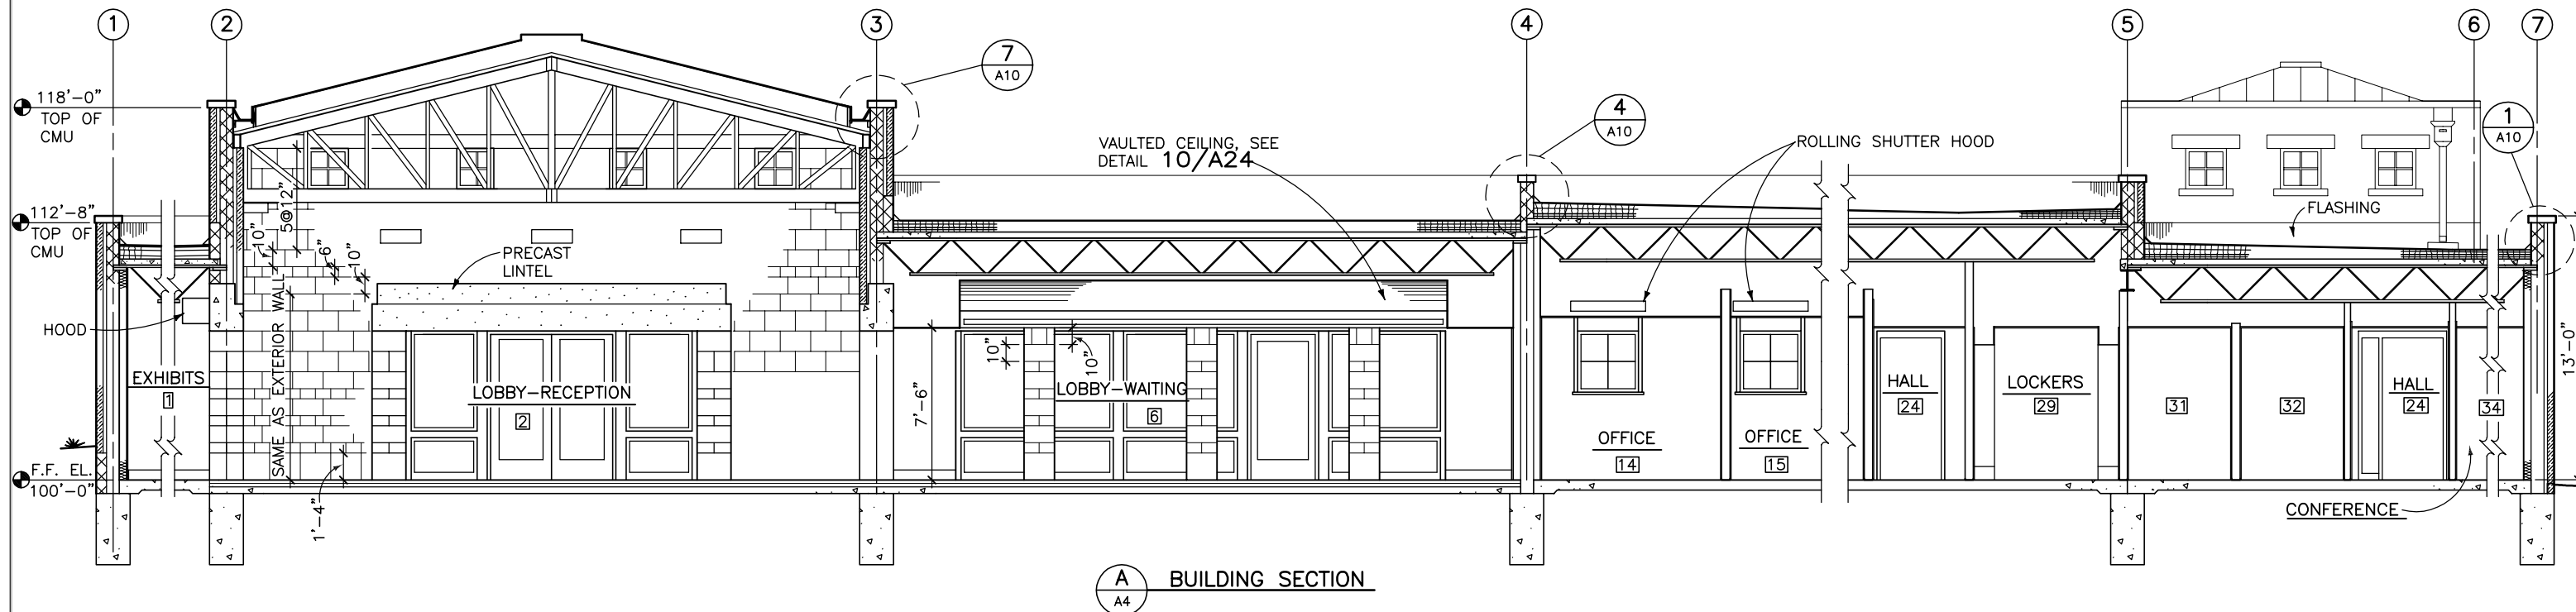 1
2
3
4
5
6
7
7
A10
4
A10
1
A10
118'-0"
TOP OF
CMU
112'-8"
TOP OF
CMU
VAULTED CEILING, SEE
DETAIL 10/A24
ROLLING SHUTTER HOOD
FLASHING
5@12"
10"
6"
10"
PRECAST
LINTEL
HOOD
SAME AS EXTERIOR WALL
EXHIBITS
1
LOBBY-RECEPTION
2
10"
10"
LOBBY-WAITING
6
7'-6"
OFFICE
14
OFFICE
15
HALL
24
LOCKERS
29
31
32
HALL
24
34
13'-0"
F.F. EL.
100'-0"
1'-4"
CONFERENCE
A
A4
BUILDING SECTION